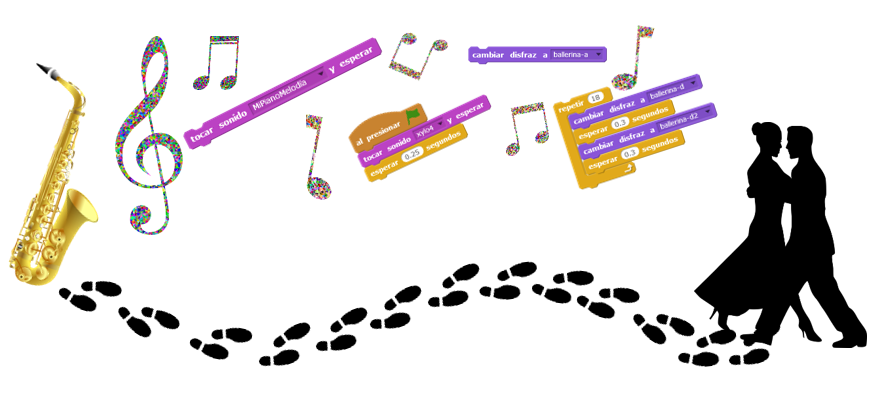 tocar sonido MiPianoMelodia y esperar
al presionar
tocar sonido xylo4 y esperar
esperar 0.25 segundos
cambiar disfraz a ballerina-a
repetir 18
cambiar disfraz a ballerina-d
esperar 0.3 segundos
cambiar disfraz a ballerina-d2
esperar 0.3 segundos